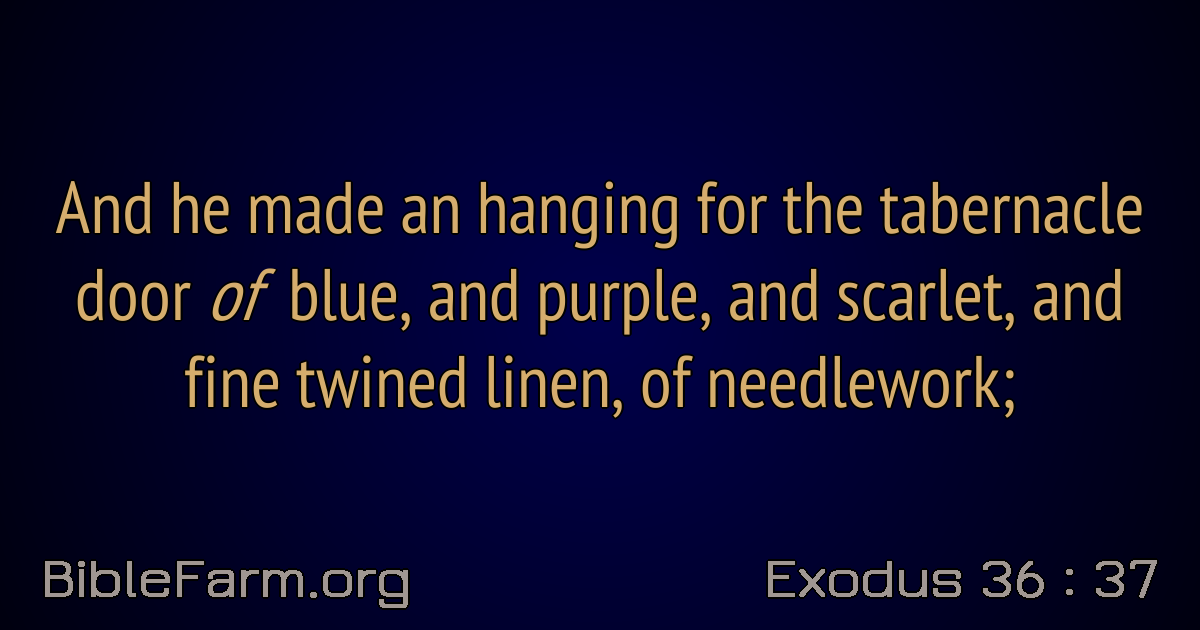 And he made an hanging for the tabernacle
door of blue, and purple, and scarlet, and
fine twined linen, of needlework;
BibleFarm.org
Exodus 36 : 37